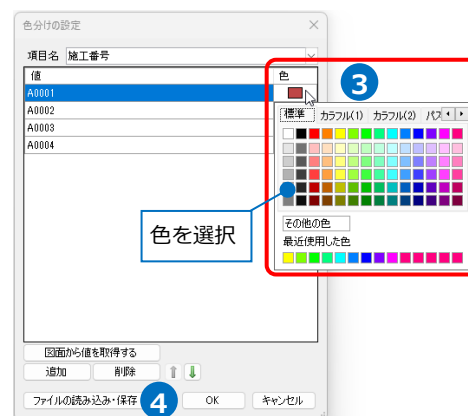 色分けの設定
項目名 施工番号
値 色
A0001
A0002
A0003
A0004
3
標準 カラフル(1) カラフル(2) パス
色を選択
その他の色
最近使用した色
図面から値を取得する
追加 削除
ファイルの読み込み・保存 4 OK キャンセル